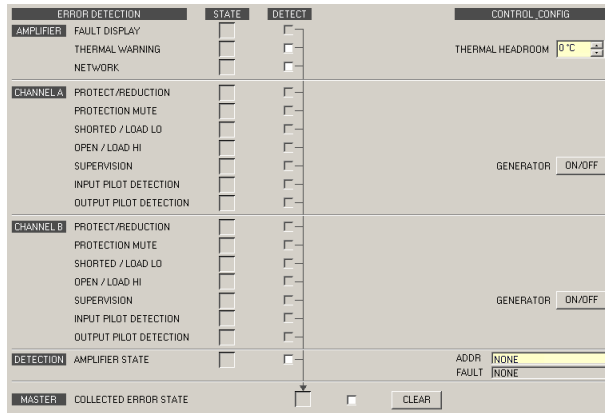 ERROR DETECTION STATE DETECT CONTROL_CONFIG
AMPLIFIER FAULT DISPLAY
THERMAL WARNING THERMAL HEADROOM 0 °C
NETWORK
CHANNEL A PROTECT/REDUCTION
PROTECTION MUTE
SHORTED / LOAD LO
OPEN / LOAD HI
SUPERVISION GENERATOR ON/OFF
INPUT PILOT DETECTION
OUTPUT PILOT DETECTION
CHANNEL B PROTECT/REDUCTION
PROTECTION MUTE
SHORTED / LOAD LO
OPEN / LOAD HI
SUPERVISION GENERATOR ON/OFF
INPUT PILOT DETECTION
OUTPUT PILOT DETECTION
DETECTION AMPLIFIER STATE ADDR NONE
FAULT NONE
MASTER COLLECTED ERROR STATE CLEAR